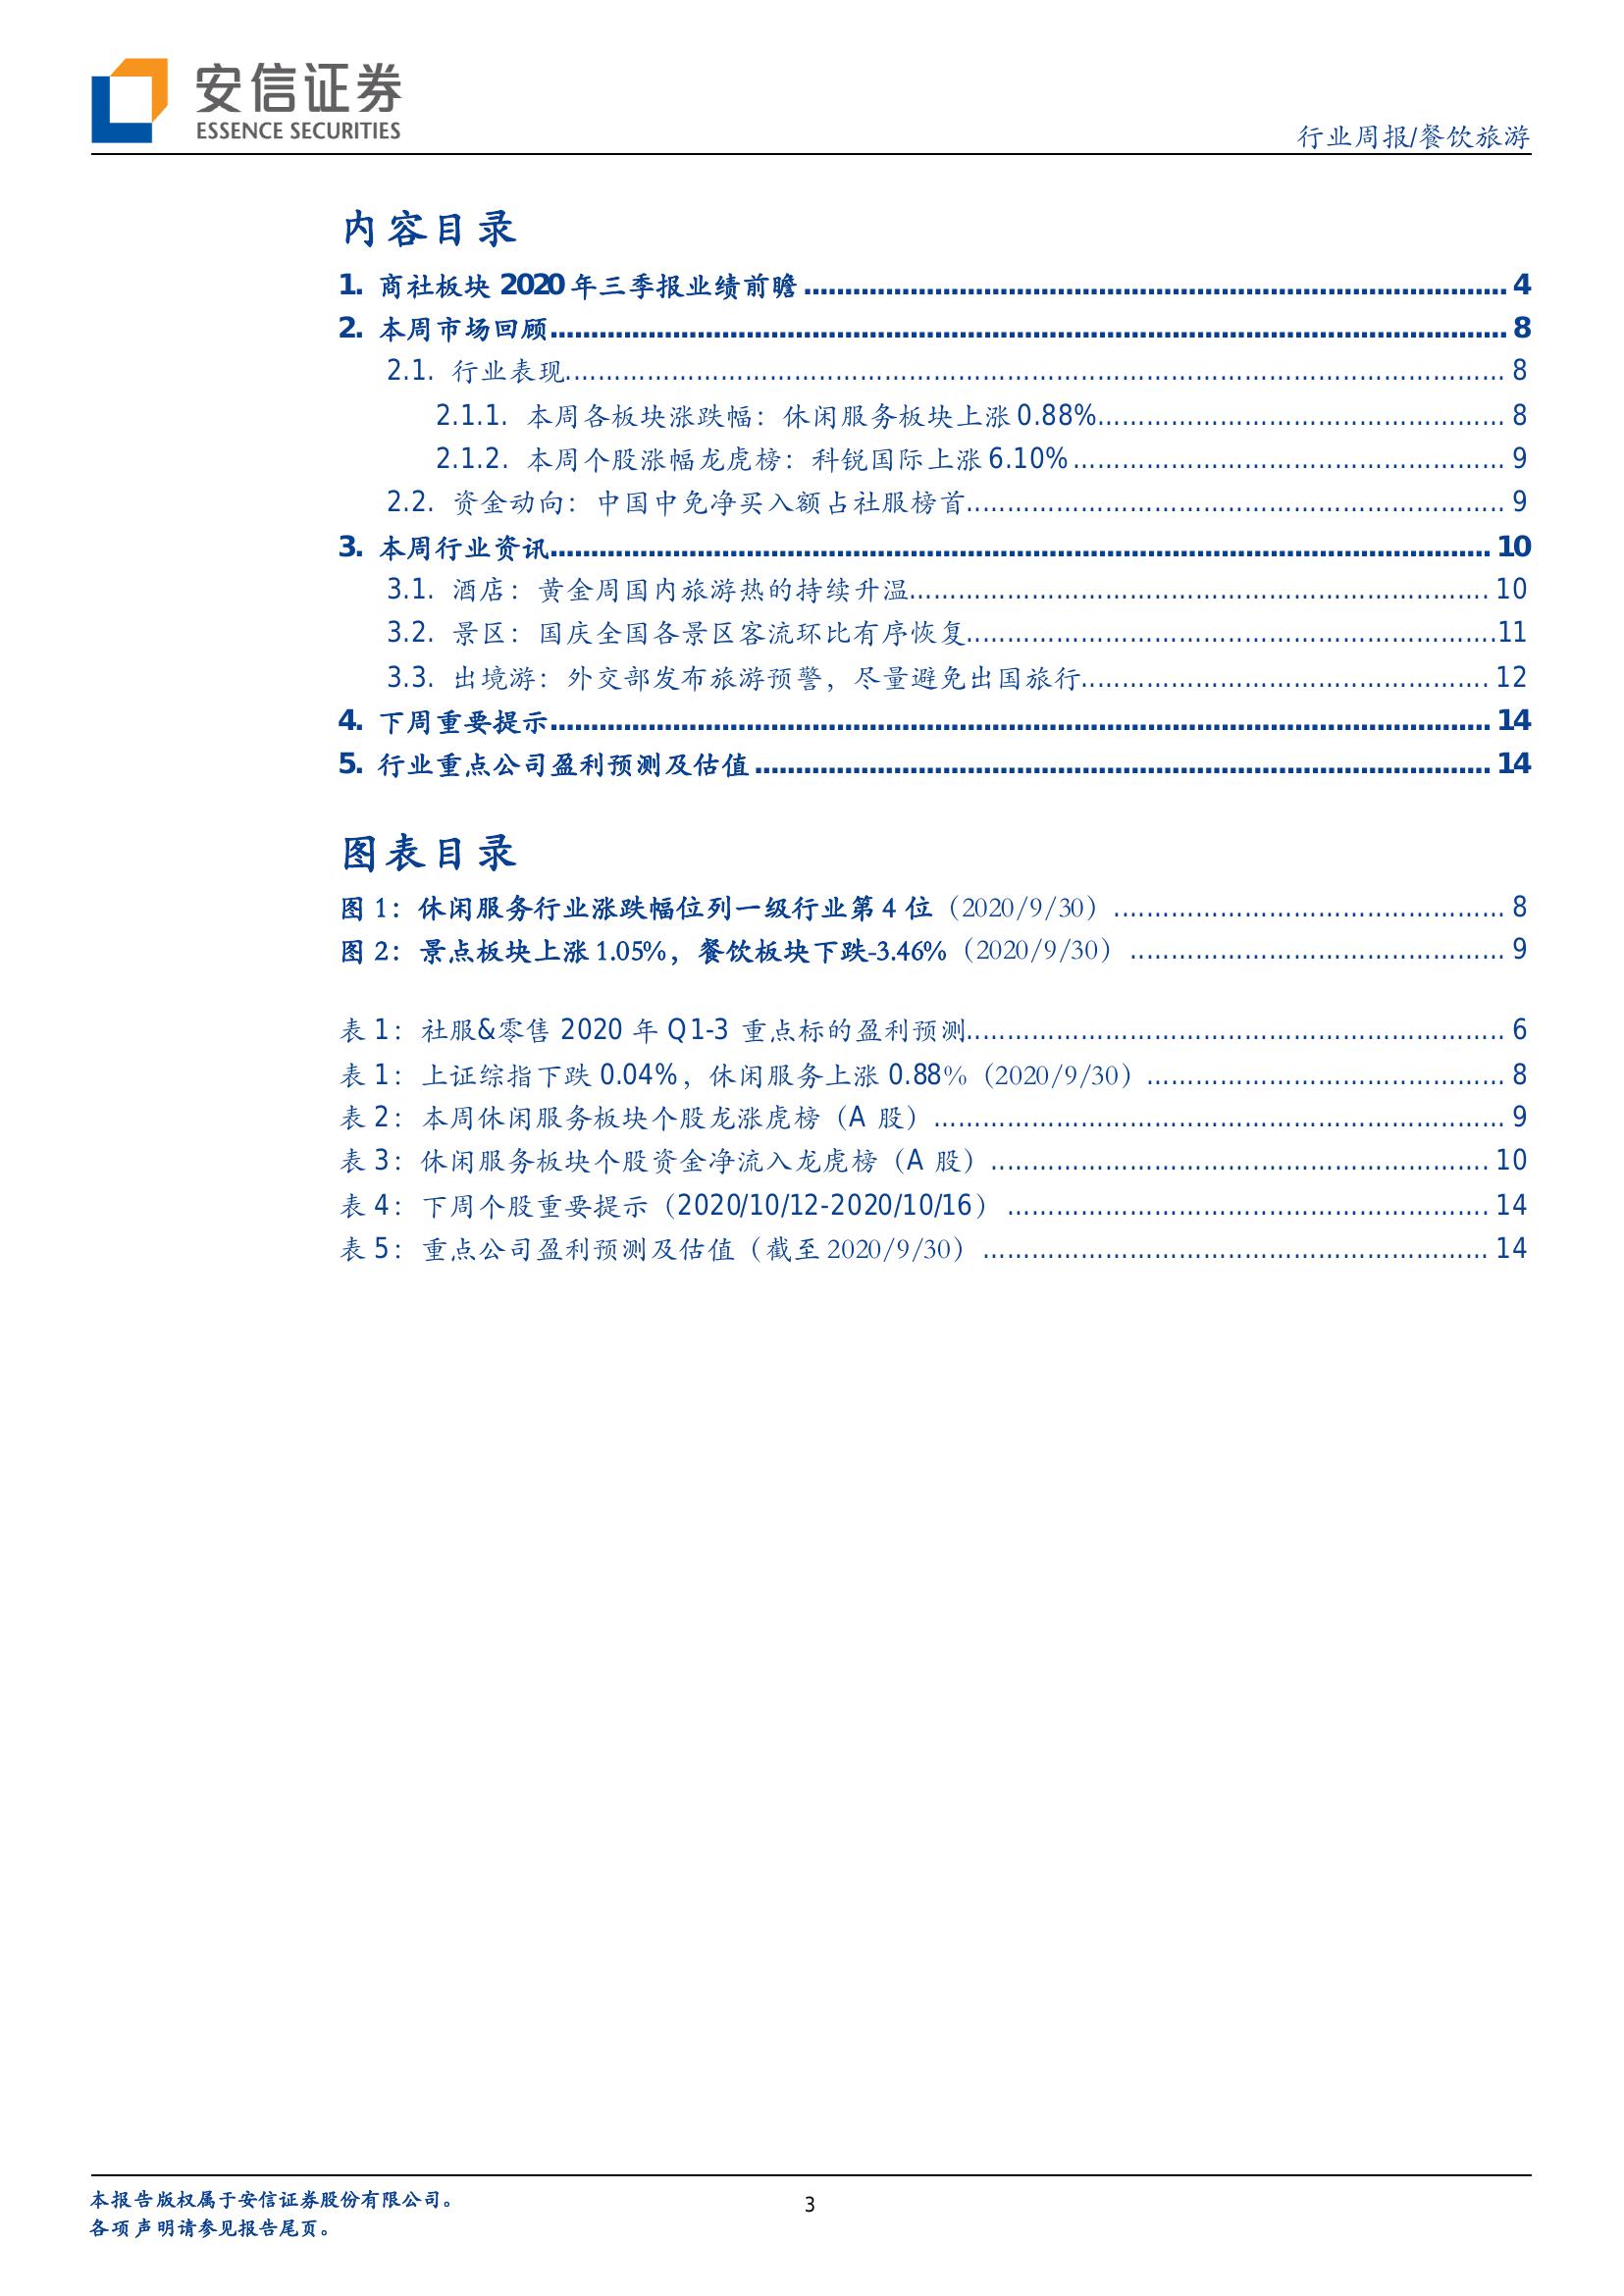 安信证券
ESSENCE SECURITIES
行业周报/餐饮旅游
内容目录
1. 商社板块 2020 年三季报业绩前瞻 4
2. 本周市场回顾 8
2.1. 行业表现 8
2.1.1. 本周各板块涨跌幅：休闲服务板块上涨 0.88% 8
2.1.2. 本周个股涨幅龙虎榜：科锐国际上涨 6.10% 9
2.2. 资金动向：中国中免净买入额占社服榜首 9
3. 本周行业资讯 10
3.1. 酒店：黄金周国内旅游热的持续升温 10
3.2. 景区：国庆全国各景区客流环比有序恢复 11
3.3. 出境游：外交部发布旅游预警，尽量避免出国旅行 12
4. 下周重要提示 14
5. 行业重点公司盈利预测及估值 14
图表目录
图 1：休闲服务行业涨跌幅位列一级行业第 4 位（2020/9/30） 8
图 2：景点板块上涨 1.05%，餐饮板块下跌-3.46%（2020/9/30） 9
表 1：社服&零售 2020 年 Q1-3 重点标的盈利预测 6
表 1：上证综指下跌 0.04%，休闲服务上涨 0.88%（2020/9/30） 8
表 2：本周休闲服务板块个股龙涨虎榜（A 股） 9
表 3：休闲服务板块个股资金净流入龙虎榜（A 股） 10
表 4：下周个股重要提示（2020/10/12-2020/10/16） 14
表 5：重点公司盈利预测及估值（截至 2020/9/30） 14
本报告版权属于安信证券股份有限公司。
各项声明请参见报告尾页。
3